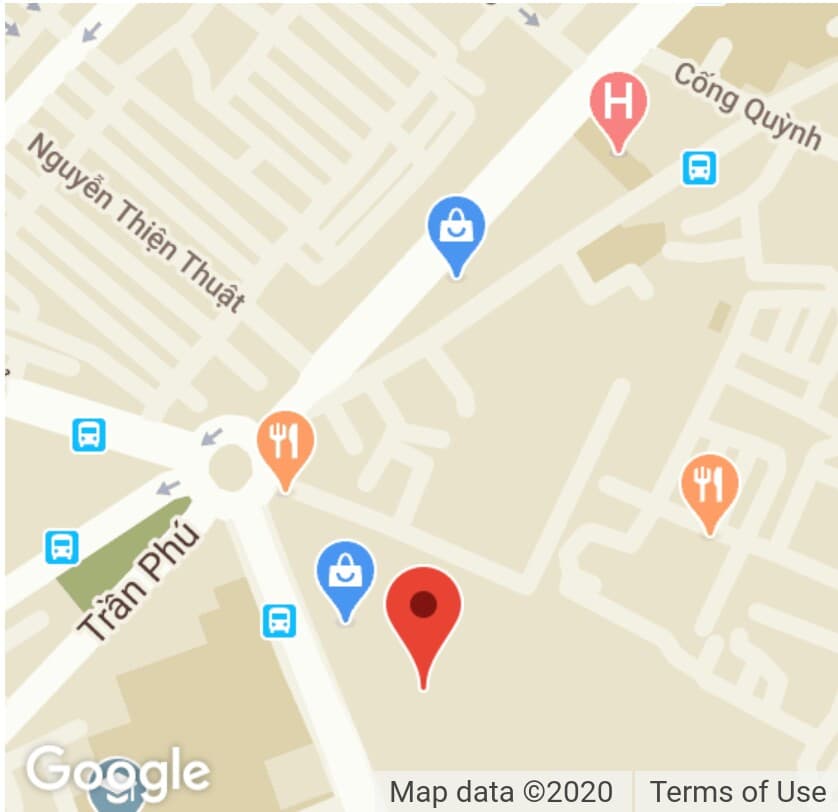 Cống Quỳnh
H
Nguyễn Thiện Thuật
Trần Phú
Google
Map data ©2020
Terms of Use